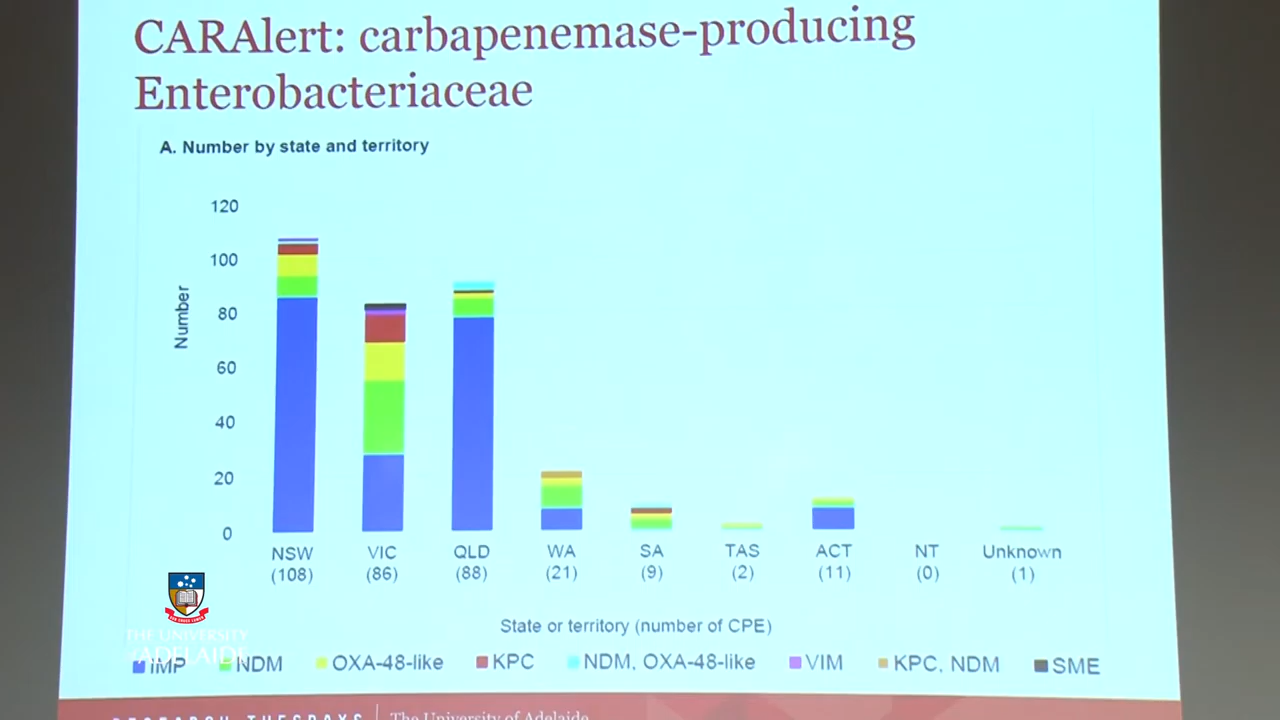 CARAlert: carbapenemase-producing
Enterobacteriaceae
A. Number by state and territory
120
100
80
60
40
20
0
Number
NSW VIC QLD WA SA TAS ACT NT Unknown
(108) (86) (88) (21) (9) (2) (11) (0) (1)
State or territory (number of CPE)
THE UNIVERSITY
of ADELAIDE
IMP NDM OXA-48-like KPC NDM, OXA-48-like VIM KPC, NDM SME
RESEARCH TUESDAYS The University of Adelaide